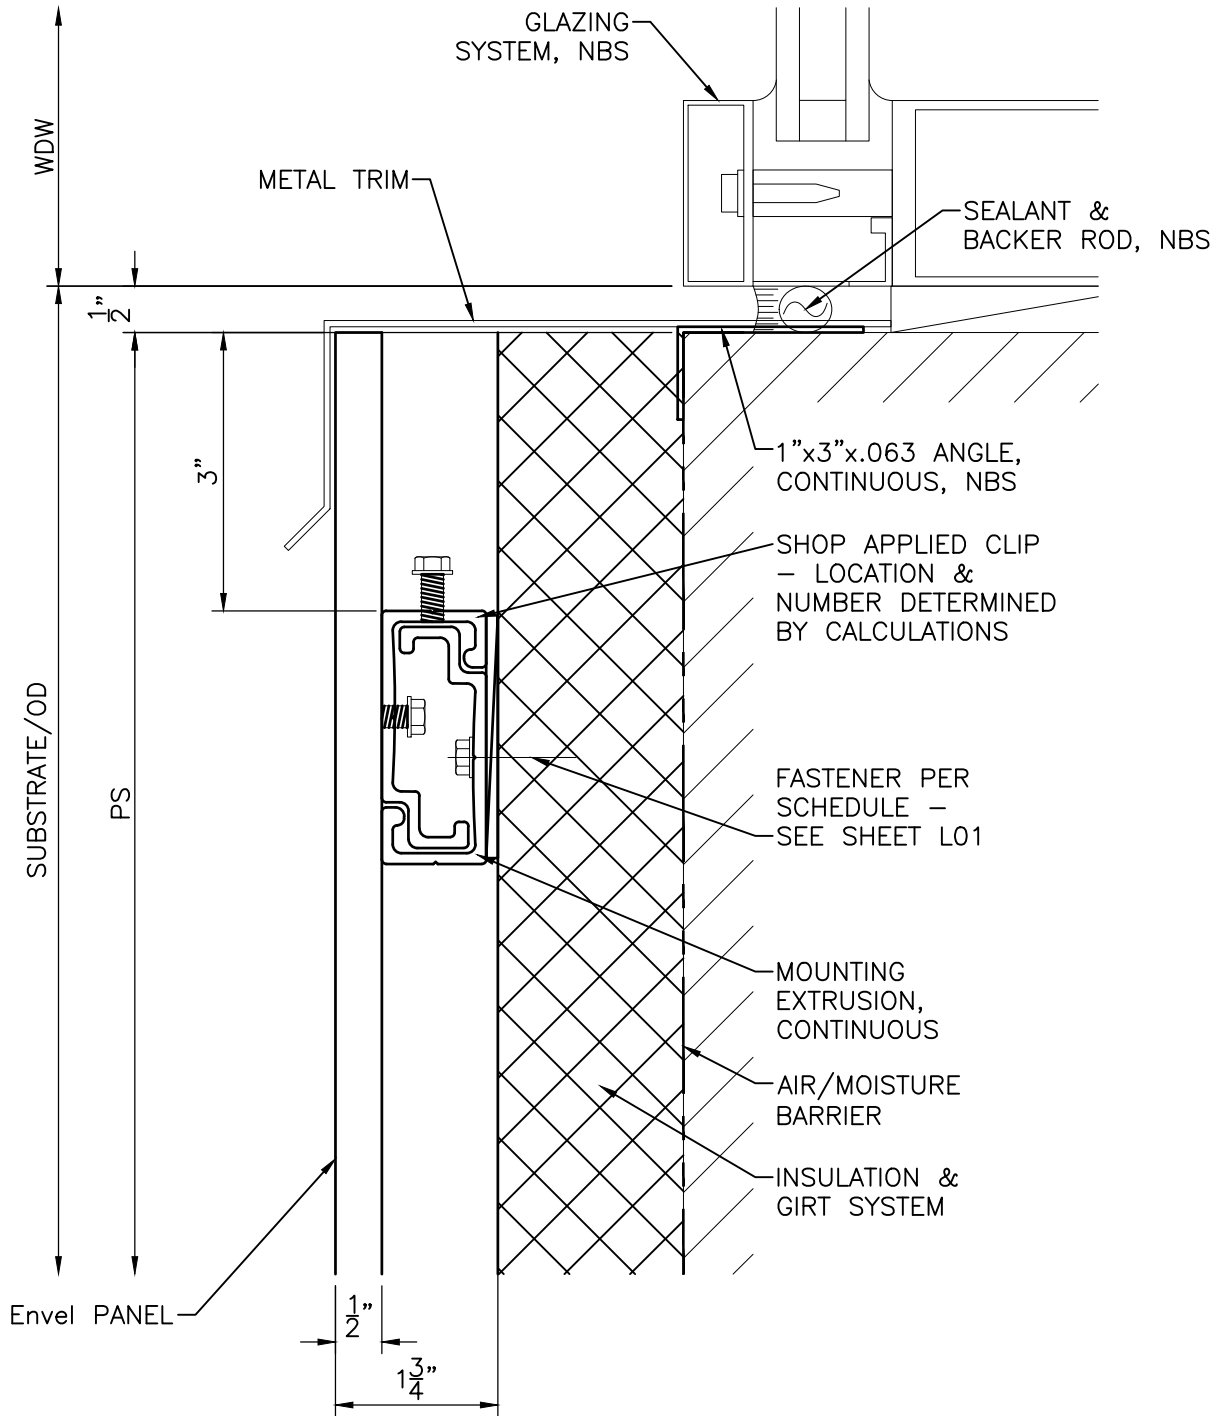 GLAZING
SYSTEM, NBS
WDW
METAL TRIM
SEALANT &
BACKER ROD, NBS
1/2"
3"
1"x3"x.063 ANGLE,
CONTINUOUS, NBS
SHOP APPLIED CLIP
– LOCATION &
NUMBER DETERMINED
BY CALCULATIONS
SUBSTRATE/OD
PS
FASTENER PER
SCHEDULE –
SEE SHEET L01
MOUNTING
EXTRUSION,
CONTINUOUS
AIR/MOISTURE
BARRIER
INSULATION &
GIRT SYSTEM
Envel PANEL
1/2"
1 3/4"